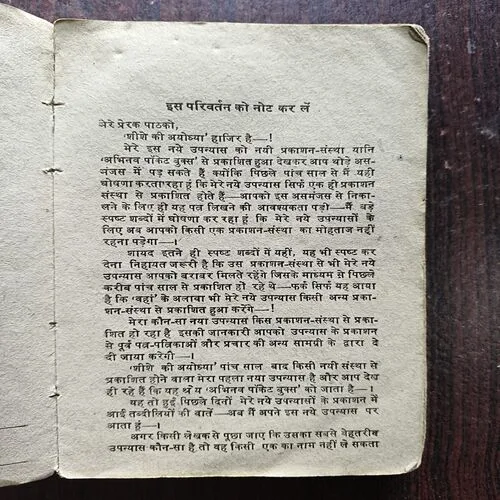 इस परिवर्तन को नोट कर लें
मेरे प्रेरक पाठको,
'शीशे की अयोध्या' हाजिर है—!
मेरे इस नये उपन्यास को नयी प्रकाशन-संस्था यानि
'अभिनव पॉकेट बुक्स' से प्रकाशित हुआ देखकर आप थोड़े अस-
मंजस में पड़ सकते हैं क्योंकि पिछले पांच साल से मैं यही
घोषणा करता रहा हूं कि मेरे नये उपन्यास सिर्फ एक ही प्रकाशन
संस्था से प्रकाशित होते हैं—आपको इस असमंजस से निका-
लने के लिए ही यह पत्र लिखने की आवश्यकता पड़ी—मैं बड़े
स्पष्ट शब्दों में घोषणा कर रहा हूं कि मेरे नये उपन्यासों के
लिए अब आपको किसी एक प्रकाशन-संस्था का मोहताज नहीं
रहना पड़ेगा—।
शायद इतने ही स्पष्ट शब्दों में यहीं, यह भी स्पष्ट कर
देना निहायत जरूरी है कि उस प्रकाशन-संस्था से भी मेरे नये
उपन्यास आपको बराबर मिलते रहेंगे जिसके माध्यम से पिछले
करीब पांच साल से प्रकाशित हो रहे थे—फर्क सिर्फ यह आया
है कि 'वहां' के अलावा भी मेरे नये उपन्यास किसी अन्य प्रका-
शन-संस्था से प्रकाशित हुआ करेंगे—!
मेरा कौन-सा नया उपन्यास किस प्रकाशन-संस्था से प्रका-
शित हो रहा है इसकी जानकारी आपको उपन्यास के प्रकाशन
से पूर्व पत्र-पत्रिकाओं और प्रचार की अन्य सामग्री के द्वारा दे
दी जाया करेगी—।
'शीशे की अयोध्या' पांच साल बाद किसी नयी संस्था से
प्रकाशित होने वाला मेरा पहला नया उपन्यास है और आप देख
ही रहे हैं कि यह श्रेय 'अभिनव पॉकेट बुक्स' को जाता है—।
यह तो हुईं पिछले दिनों मेरे नये उपन्यासों के प्रकाशन में
आई तब्दीलियों की बातें—अब मैं अपने इस नये उपन्यास पर
आता हूं—।
अगर किसी लेखक से पूछा जाए कि उसका सबसे बेहतरीन
उपन्यास कौन-सा है तो वह किसी एक का नाम नहीं ले सकता